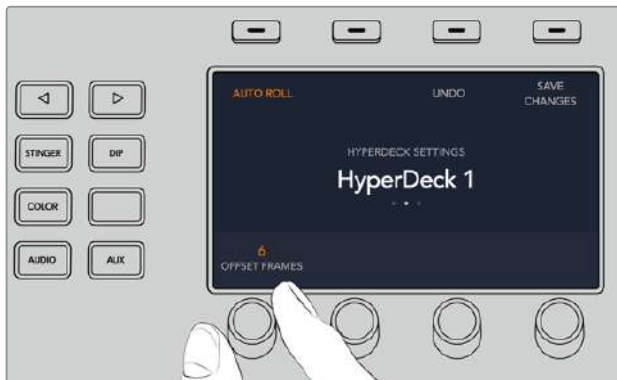 AUTO ROLL
UNDO
SAVE
CHANGES
HYPERDECK SETTINGS
HyperDeck 1
6
OFFSET FRAMES
STINGER
DIP
COLOR
AUDIO
AUX